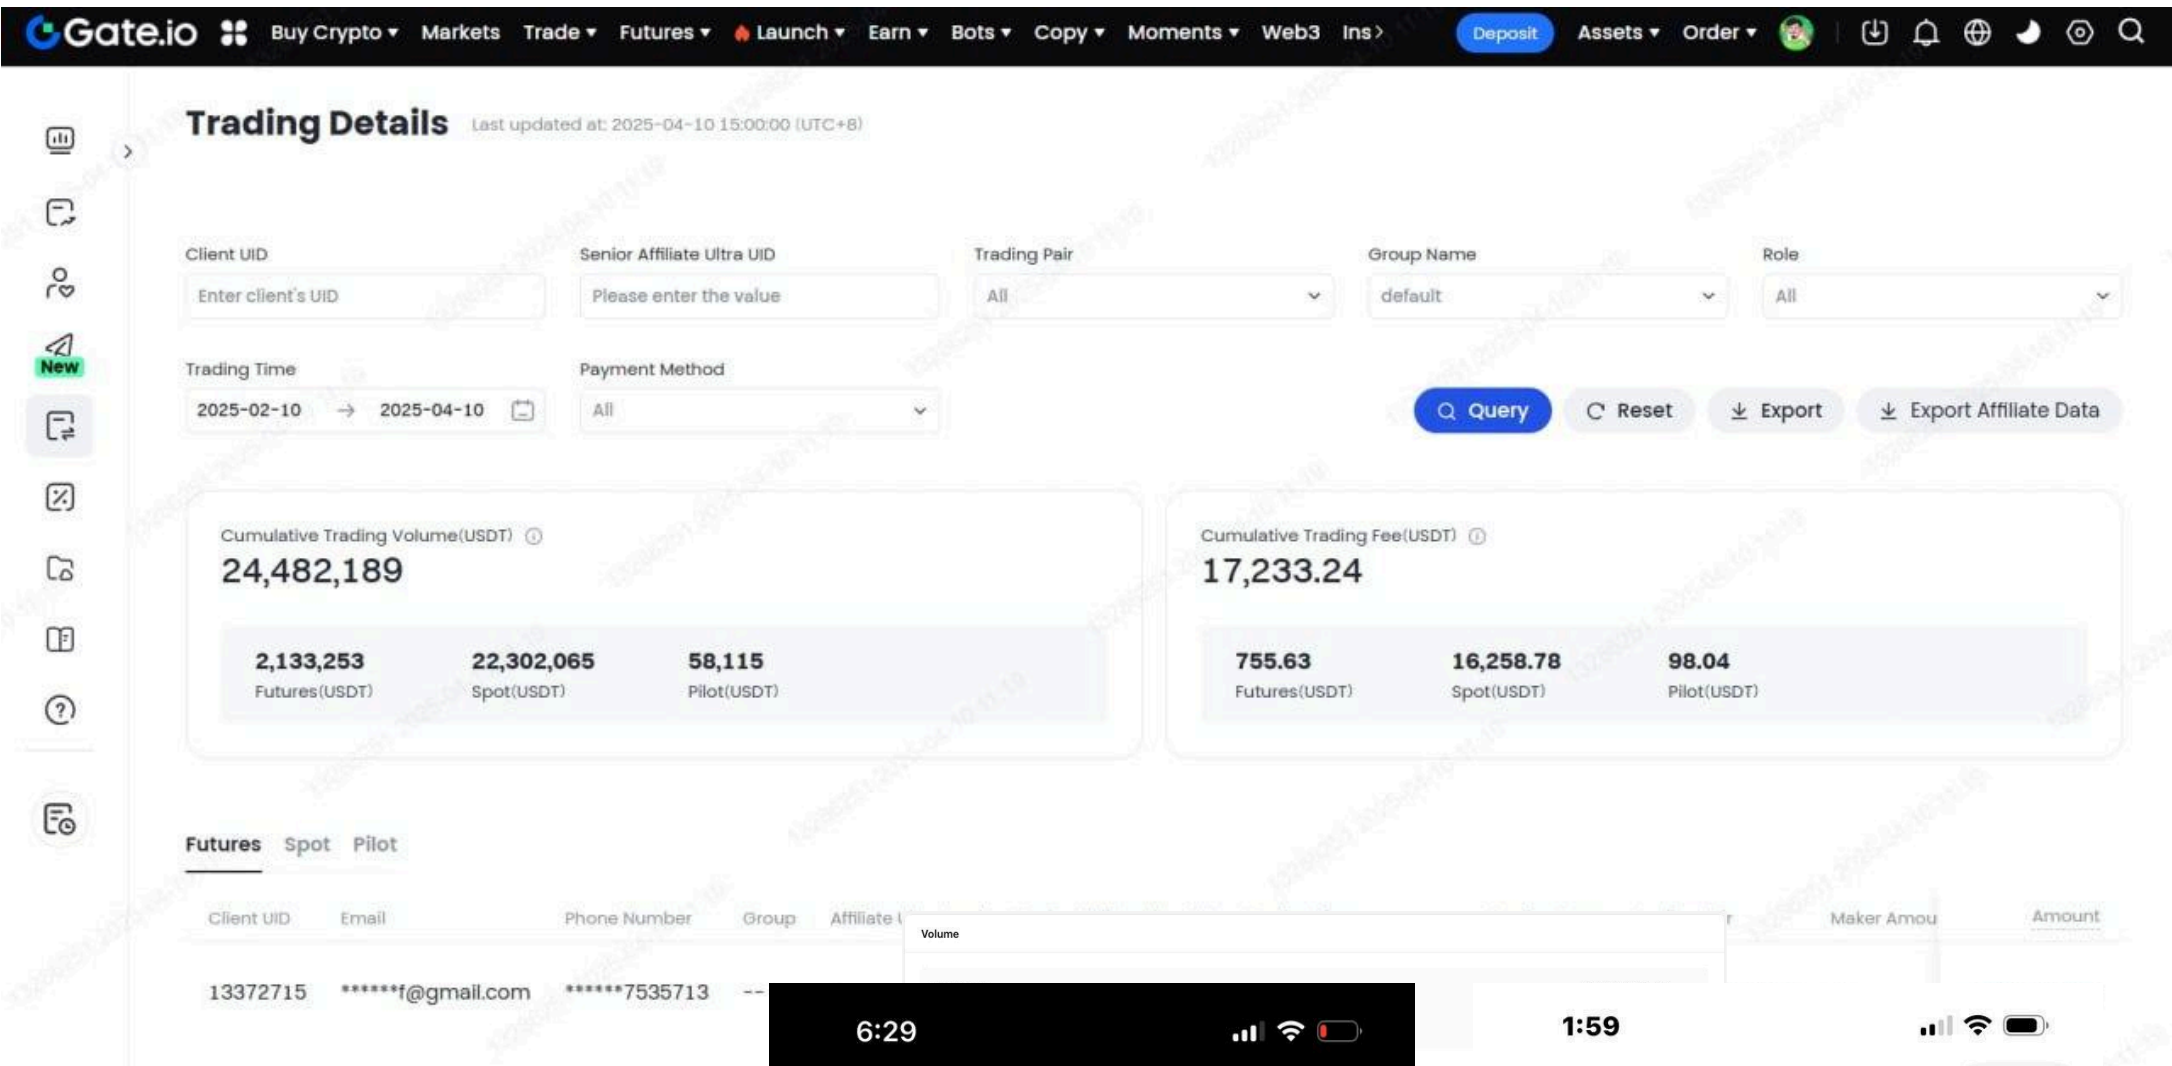 Gate.io Buy Crypto Markets Trade Futures Launch Earn Bots Copy Moments Web3 Ins Deposit Assets Order
Trading Details Last updated at: 2025-04-10 15:00:00 (UTC+8)
Client UID Senior Affiliate Ultra UID Trading Pair Group Name Role
Enter client's UID Please enter the value All default All
New
Trading Time Payment Method
2025-02-10 → 2025-04-10 All Query Reset Export Export Affiliate Data
Cumulative Trading Volume(USDT) Cumulative Trading Fee(USDT)
24,482,189 17,233.24
2,133,253 22,302,065 58,115 755.63 16,258.78 98.04
Futures(USDT) Spot(USDT) Pilot(USDT) Futures(USDT) Spot(USDT) Pilot(USDT)
Futures Spot Pilot
Client UID Email Phone Number Group Affiliate Maker Amou Amount
Volume
13372715 ******f@gmail.com ******7535713 --
6:29 1:59